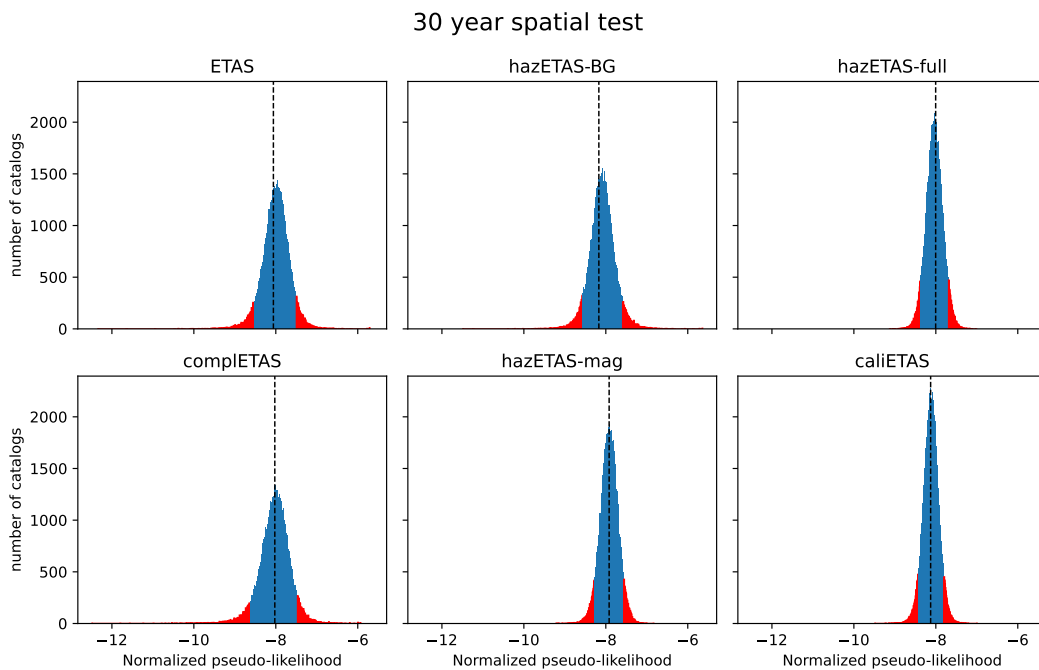 30 year spatial test
ETAS
hazETAS-BG
hazETAS-full
number of catalogs
2000
1500
1000
500
0
complETAS
hazETAS-mag
caliETAS
number of catalogs
2000
1500
1000
500
0
−12 −10 −8 −6
−12 −10 −8 −6
−12 −10 −8 −6
Normalized pseudo-likelihood
Normalized pseudo-likelihood
Normalized pseudo-likelihood